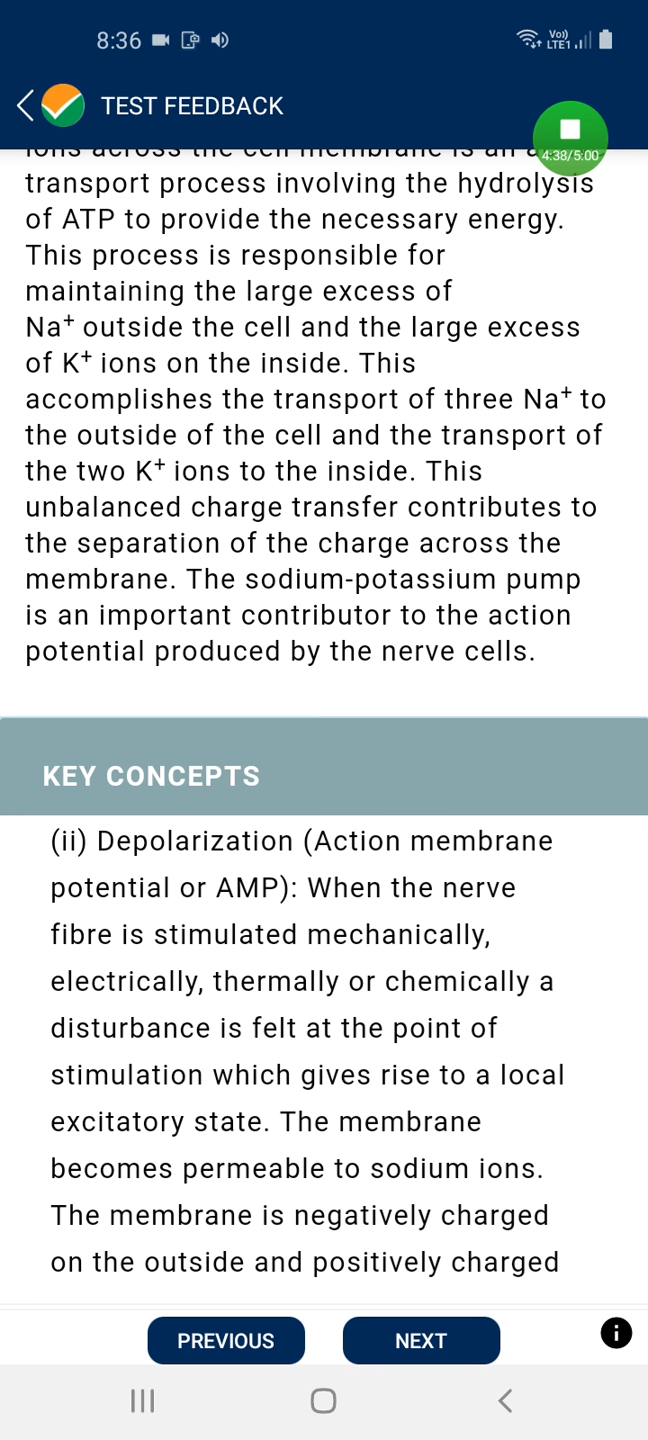 8:36
Vo))
LTE1
TEST FEEDBACK
4:38/5:00
ions across the cell membrane is an a
transport process involving the hydrolysis
of ATP to provide the necessary energy.
This process is responsible for
maintaining the large excess of
Na⁺ outside the cell and the large excess
of K⁺ ions on the inside. This
accomplishes the transport of three Na⁺ to
the outside of the cell and the transport of
the two K⁺ ions to the inside. This
unbalanced charge transfer contributes to
the separation of the charge across the
membrane. The sodium-potassium pump
is an important contributor to the action
potential produced by the nerve cells.
KEY CONCEPTS
(ii) Depolarization (Action membrane
potential or AMP): When the nerve
fibre is stimulated mechanically,
electrically, thermally or chemically a
disturbance is felt at the point of
stimulation which gives rise to a local
excitatory state. The membrane
becomes permeable to sodium ions.
The membrane is negatively charged
on the outside and positively charged
PREVIOUS
NEXT